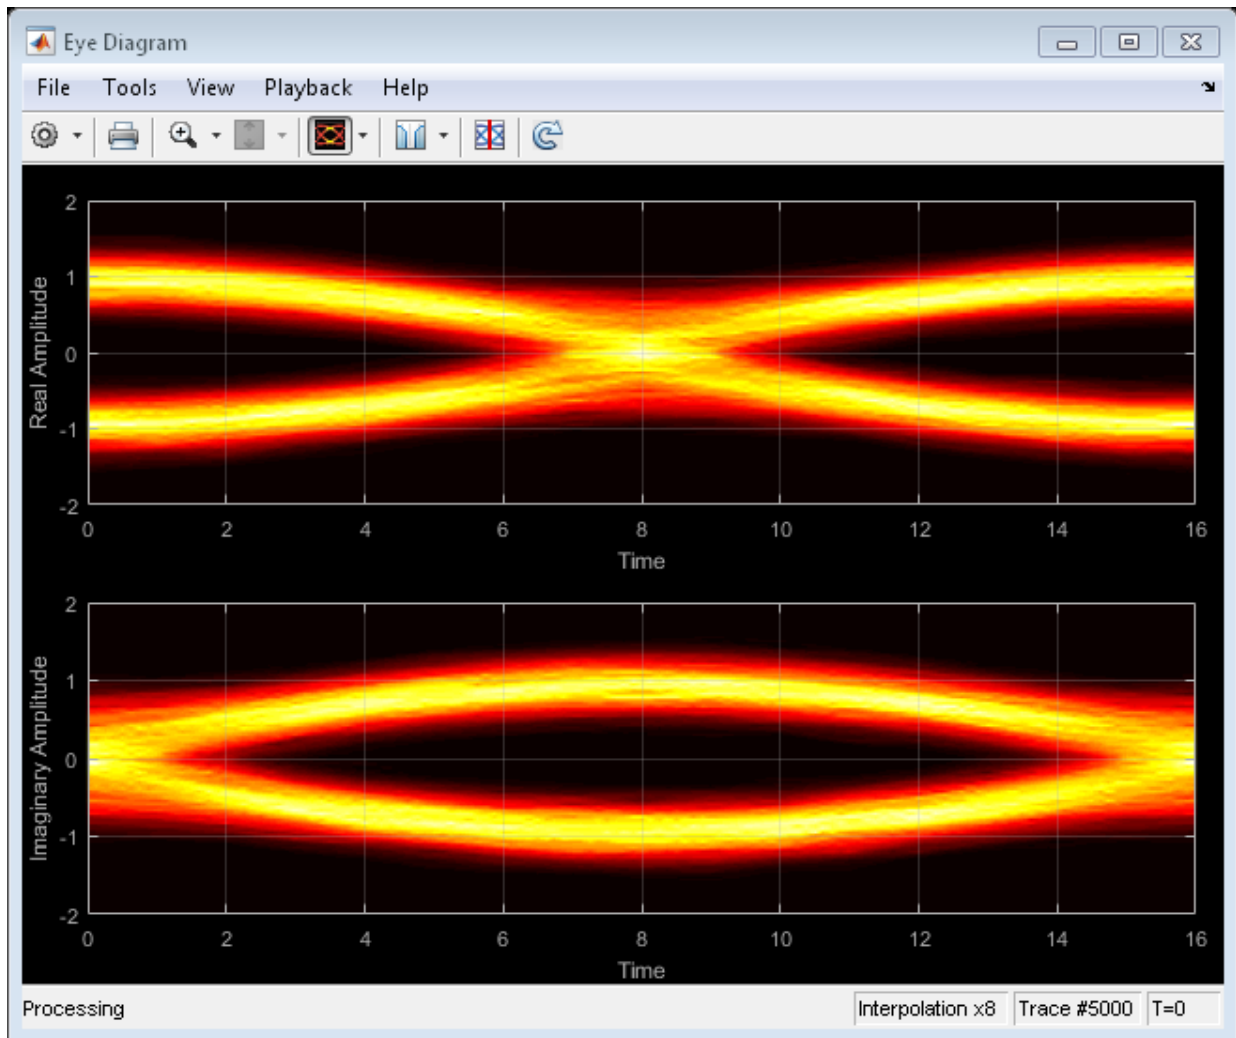 Eye Diagram
File Tools View Playback Help
2
1
0
-1
-2
Real Amplitude
0 2 4 6 8 10 12 14 16
Time
2
1
0
-1
-2
Imaginary Amplitude
0 2 4 6 8 10 12 14 16
Time
Processing Interpolation x8 Trace #5000 T=0